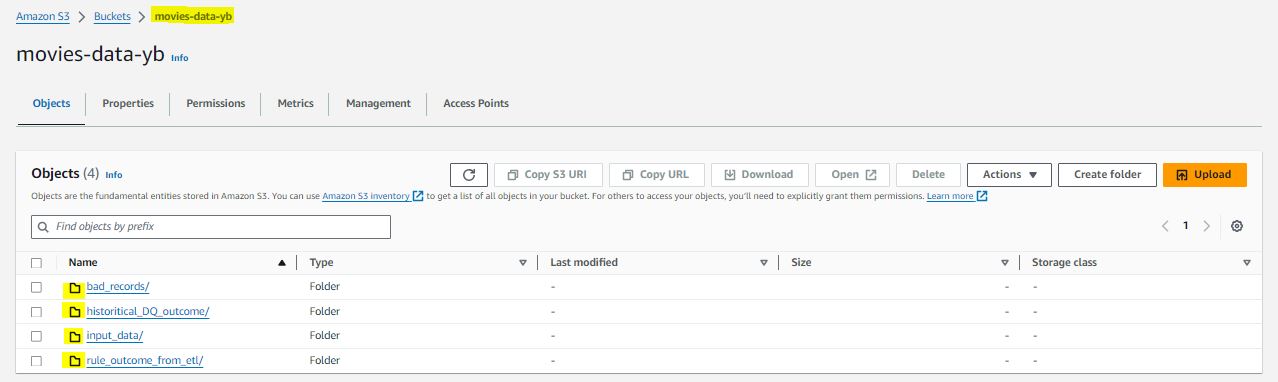 Amazon S3 > Buckets > movies-data-yb
movies-data-yb Info
Objects Properties Permissions Metrics Management Access Points
Objects (4) Info Copy S3 URI Copy URL Download Open Delete Actions Create folder Upload
Objects are the fundamental entities stored in Amazon S3. You can use Amazon S3 inventory to get a list of all objects in your bucket. For others to access your objects, you'll need to explicitly grant them permissions. Learn more
Find objects by prefix < 1 >
Name Type Last modified Size Storage class
bad_records/ Folder - - -
historitical_DQ_outcome/ Folder - - -
input_data/ Folder - - -
rule_outcome_from_etl/ Folder - - -